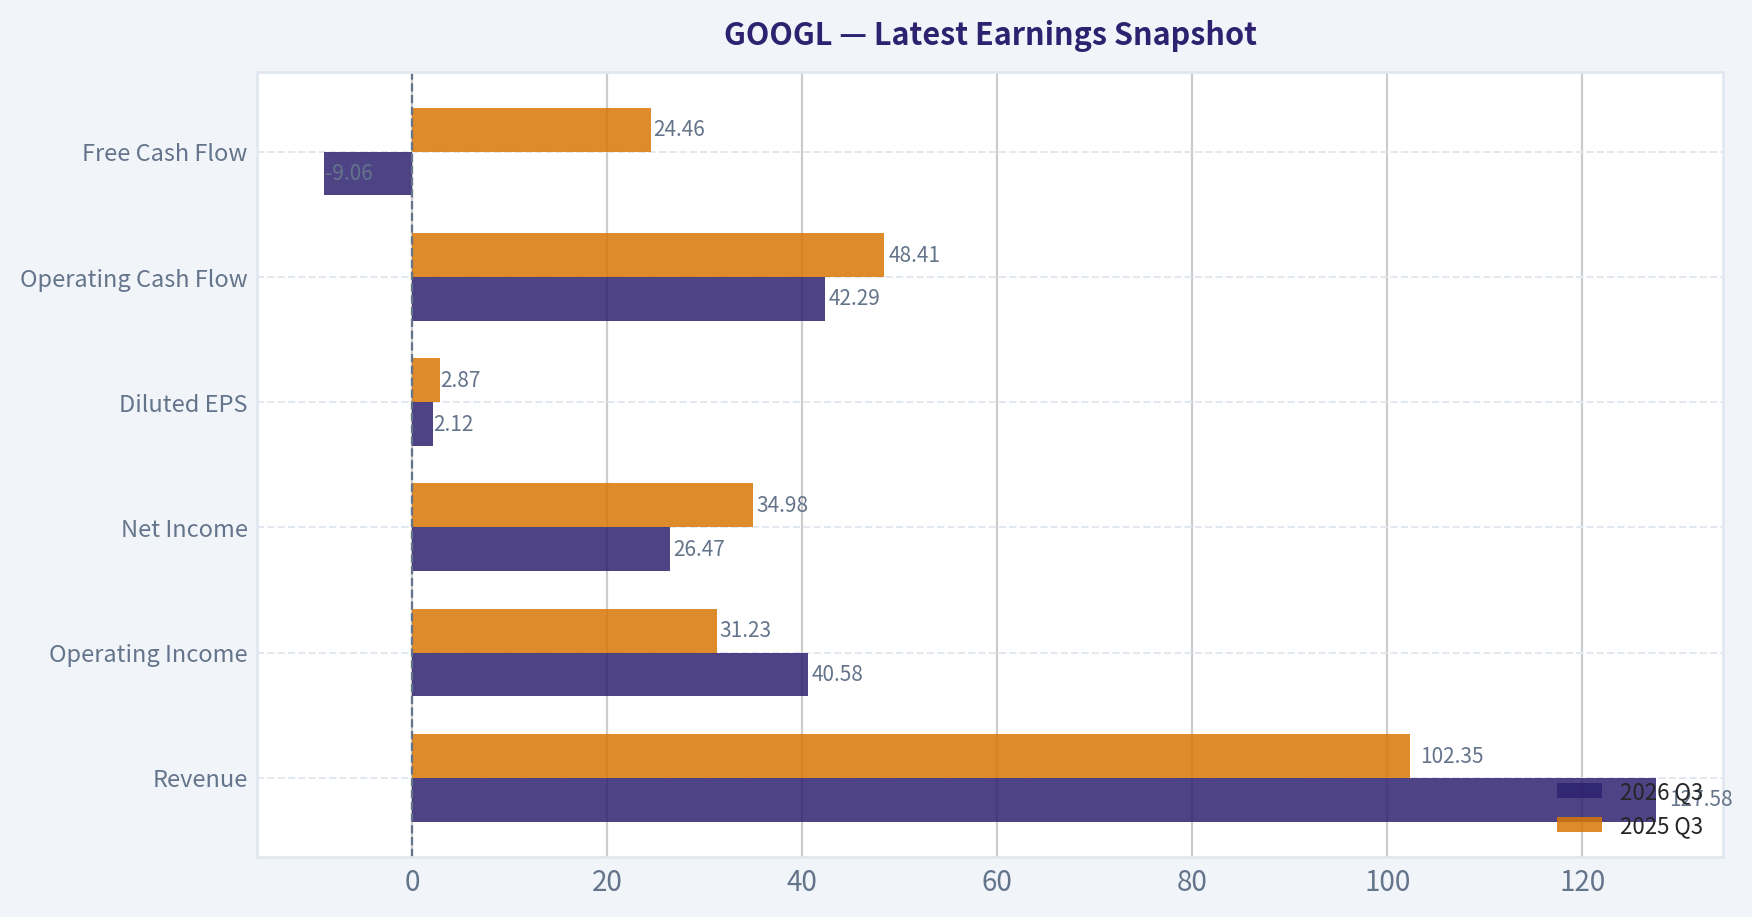 GOOGL — Latest Earnings Snapshot
Free Cash Flow
24.46
-9.06
Operating Cash Flow
48.41
42.29
Diluted EPS
2.87
2.12
Net Income
34.98
26.47
Operating Income
31.23
40.58
Revenue
102.35
127.58
2026 Q3
2025 Q3
0 20 40 60 80 100 120